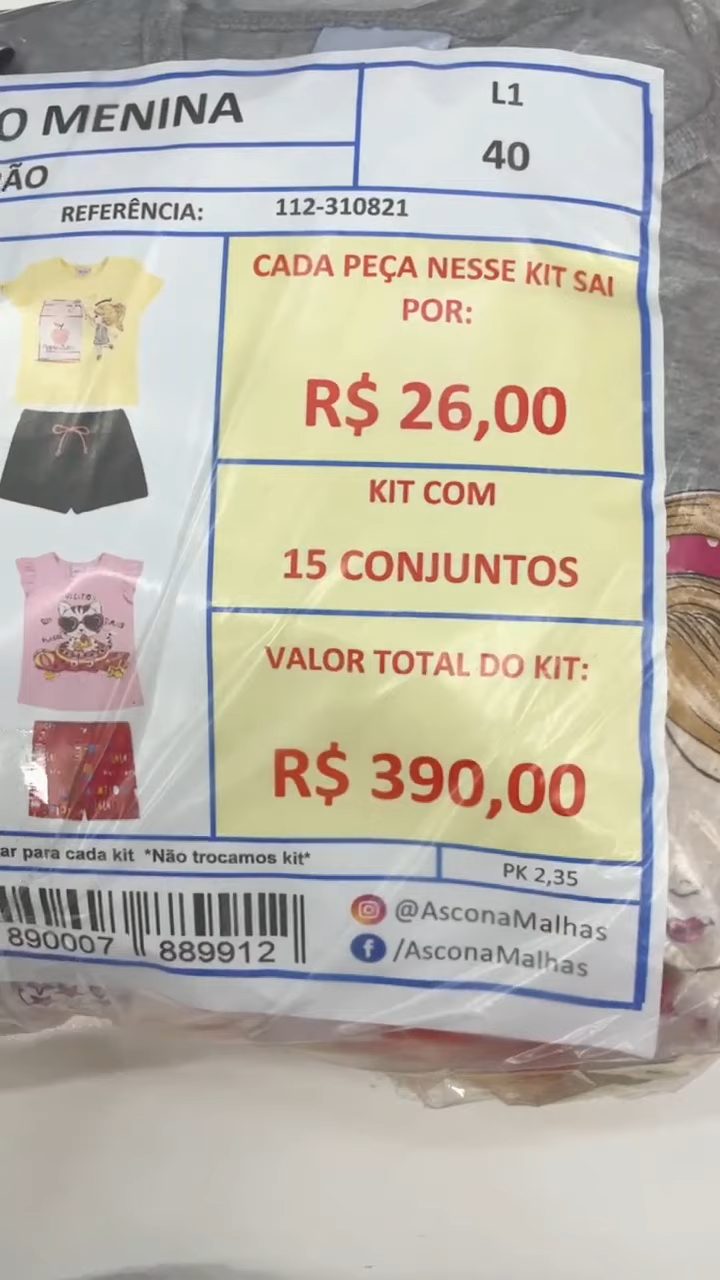 O MENINA
L1
40
ÃO
REFERÊNCIA: 112-310821
CADA PEÇA NESSE KIT SAI
POR:
R$ 26,00
KIT COM
15 CONJUNTOS
VALOR TOTAL DO KIT:
R$ 390,00
ar para cada kit *Não trocamos kit*
PK 2,35
890007 889912
@AsconaMalhas
/AsconaMalhas